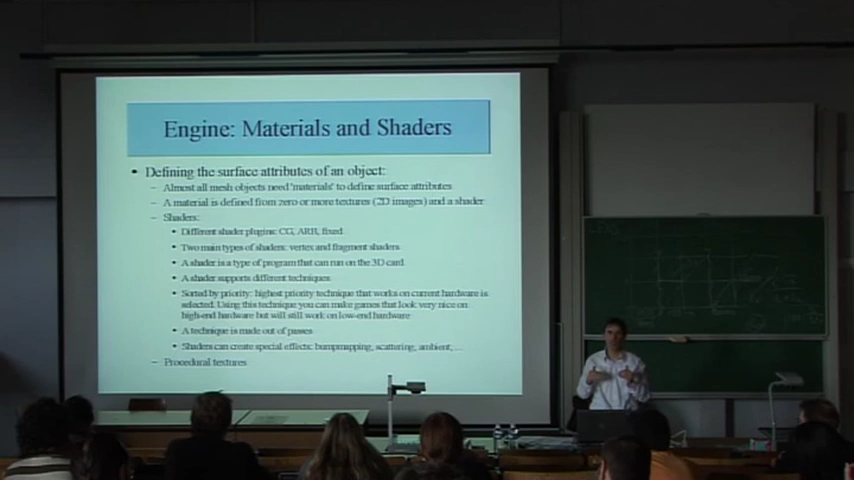 Engine: Materials and Shaders
• Defining the surface attributes of an object:
– Almost all mesh objects need 'materials' to define surface attributes
– A material is defined from zero or more textures (2D images) and a shader
– Shaders:
• Different shader plugins: CG, ARB, fixed
• Two main types of shaders: vertex and fragment shaders
• A shader is a type of program that can run on the 3D card
• A shader supports different techniques
• Sorted by priority: highest priority technique that works on current hardware is
selected. Using this technique you can make games that look very nice on
high-end hardware but will still work on low-end hardware
• A technique is made out of passes
• Shaders can create special effects: bumpmapping, scattering, ambient, ...
– Procedural textures